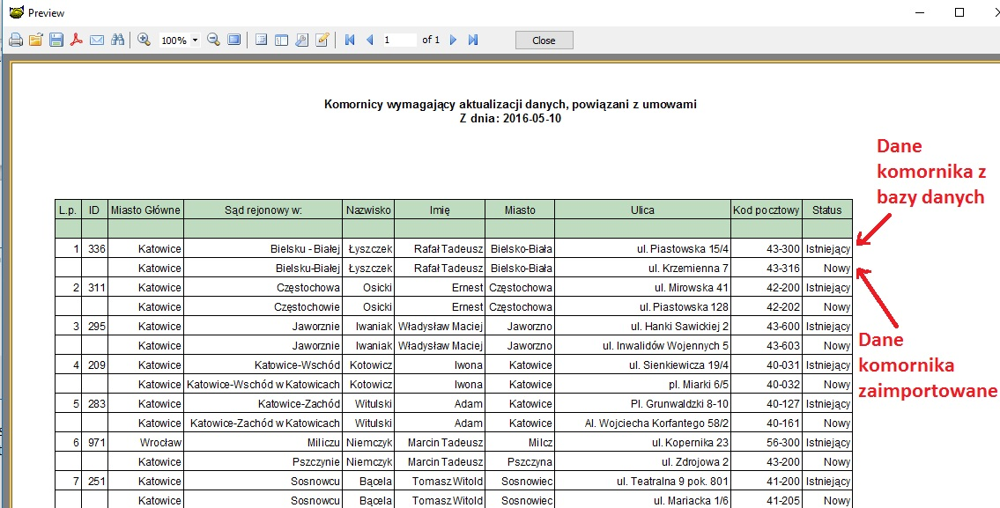 Preview
100%
1 of 1 Close
Komornicy wymagający aktualizacji danych, powiązani z umowami
Z dnia: 2016-05-10
Dane
komornika z
bazy danych
L.p. ID Miasto Główne Sąd rejonowy w: Nazwisko Imię Miasto Ulica Kod pocztowy Status
1 336 Katowice Bielsku - Białej Łyszczek Rafał Tadeusz Bielsko-Biała ul. Piastowska 15/4 43-300 Istniejący
Katowice Bielsku-Białej Łyszczek Rafał Tadeusz Bielsko-Biała ul. Krzemienna 7 43-316 Nowy
2 311 Katowice Częstochowa Osicki Ernest Częstochowa ul. Mirowska 41 42-200 Istniejący
Katowice Częstochowie Osicki Ernest Częstochowa ul. Piastowska 128 42-202 Nowy
3 295 Katowice Jaworznie Iwaniak Władysław Maciej Jaworzno ul. Hanki Sawickiej 2 43-600 Istniejący
Katowice Jaworznie Iwaniak Władysław Maciej Jaworzno ul. Inwalidów Wojennych 5 43-603 Nowy
4 209 Katowice Katowice-Wschód Kotowicz Iwona Katowice ul. Sienkiewicza 19/4 40-031 Istniejący
Katowice Katowice-Wschód w Katowicach Kotowicz Iwona Katowice pl. Miarki 6/5 40-032 Nowy
5 283 Katowice Katowice-Zachód Witulski Adam Katowice Pl. Grunwaldzki 8-10 40-127 Istniejący
Katowice Katowice-Zachód w Katowicach Witulski Adam Katowice Al. Wojciecha Korfantego 58/2 40-161 Nowy
6 971 Wrocław Miliczu Niemczyk Marcin Tadeusz Milcz ul. Kopernika 23 56-300 Istniejący
Katowice Pszczynie Niemczyk Marcin Tadeusz Pszczyna ul. Zdrojowa 2 43-200 Nowy
7 251 Katowice Sosnowcu Bącela Tomasz Witold Sosnowiec ul. Teatralna 9 pok. 801 41-200 Istniejący
Katowice Sosnowcu Bącela Tomasz Witold Sosnowiec ul. Mariacka 1/6 41-205 Nowy
Dane
komornika
zaimportowane